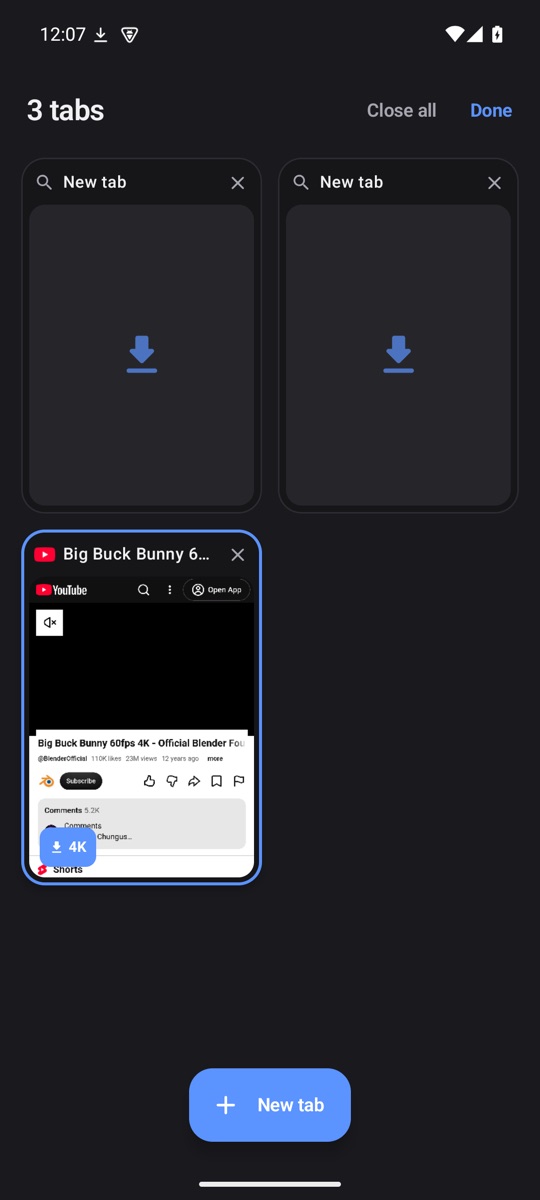 12:07
3 tabs
Close all
Done
New tab
New tab
Big Buck Bunny 6...
YouTube
Open App
Big Buck Bunny 60fps 4K - Official Blender Fou
@BlenderOfficial 110K likes 23M views 12 years ago more
Subscribe
Comments 5.2K
Comments
Chungus...
4K
Shorts
New tab